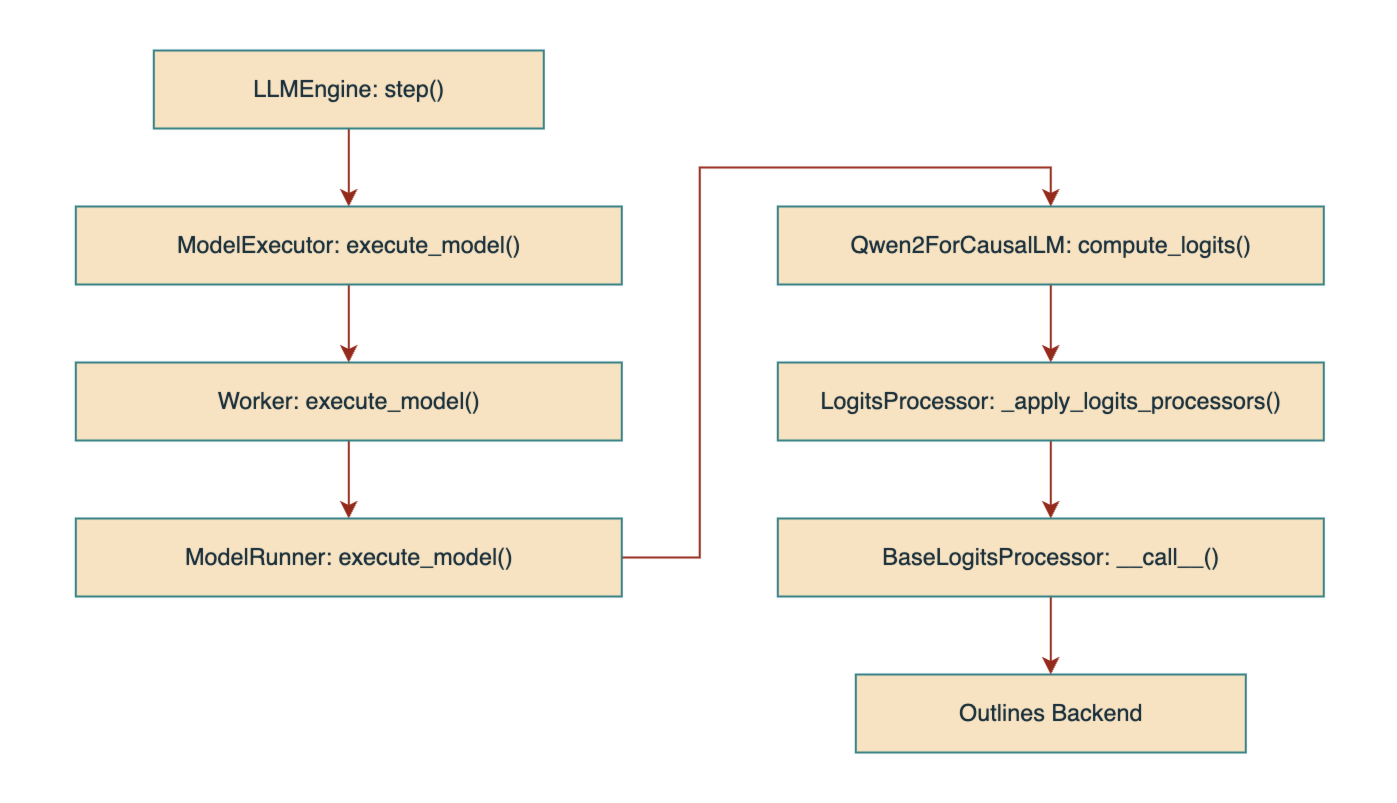 LLMEngine: step()
ModelExecutor: execute_model()
Worker: execute_model()
ModelRunner: execute_model()
Qwen2ForCausalLM: compute_logits()
LogitsProcessor: _apply_logits_processors()
BaseLogitsProcessor: __call__()
Outlines Backend